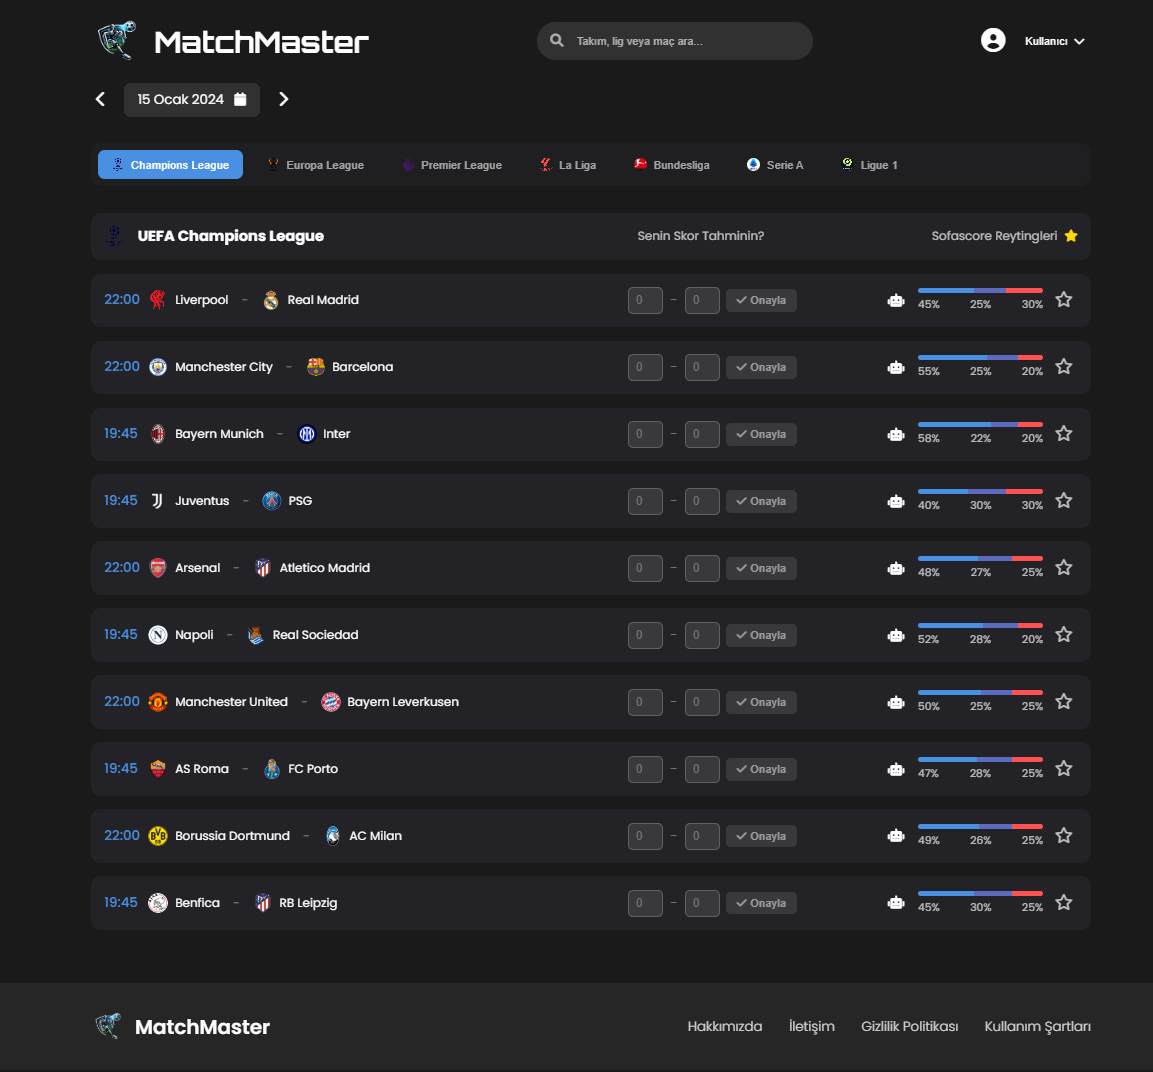 MatchMaster
Takım, lig veya maç ara...
Kullanıcı
15 Ocak 2024
Champions League
Europa League
Premier League
La Liga
Bundesliga
Serie A
Ligue 1
UEFA Champions League
Senin Skor Tahminin?
Sofascore Reytingleri
22:00 Liverpool - Real Madrid 0 - 0 Onayla 45% 25% 30%
22:00 Manchester City - Barcelona 0 - 0 Onayla 55% 25% 20%
19:45 Bayern Munich - Inter 0 - 0 Onayla 58% 22% 20%
19:45 Juventus - PSG 0 - 0 Onayla 40% 30% 30%
22:00 Arsenal - Atletico Madrid 0 - 0 Onayla 48% 27% 25%
19:45 Napoli - Real Sociedad 0 - 0 Onayla 52% 28% 20%
22:00 Manchester United - Bayern Leverkusen 0 - 0 Onayla 50% 25% 25%
19:45 AS Roma - FC Porto 0 - 0 Onayla 47% 28% 25%
22:00 Borussia Dortmund - AC Milan 0 - 0 Onayla 49% 26% 25%
19:45 Benfica - RB Leipzig 0 - 0 Onayla 45% 30% 25%
MatchMaster
Hakkımızda
İletişim
Gizlilik Politikası
Kullanım Şartları